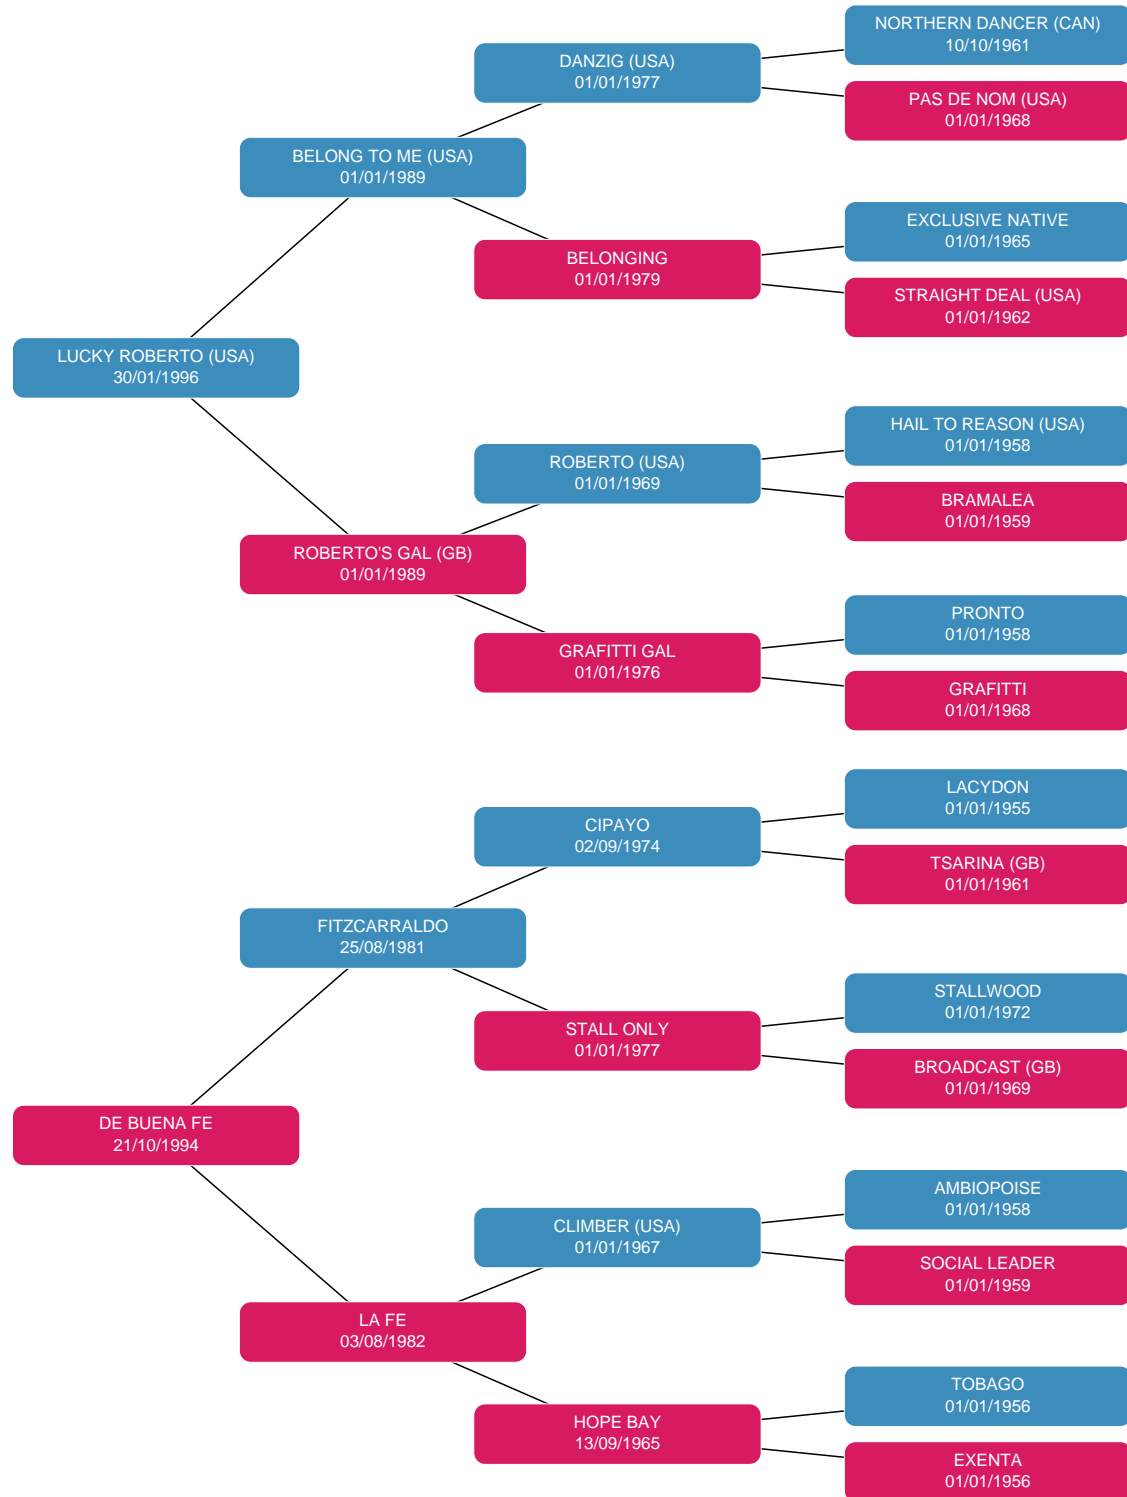 NORTHERN DANCER (CAN)
10/10/1961
DANZIG (USA)
01/01/1977
PAS DE NOM (USA)
01/01/1968
BELONG TO ME (USA)
01/01/1989
EXCLUSIVE NATIVE
01/01/1965
BELONGING
01/01/1979
STRAIGHT DEAL (USA)
01/01/1962
LUCKY ROBERTO (USA)
30/01/1996
HAIL TO REASON (USA)
01/01/1958
ROBERTO (USA)
01/01/1969
BRAMALEA
01/01/1959
ROBERTO'S GAL (GB)
01/01/1989
PRONTO
01/01/1958
GRAFITTI GAL
01/01/1976
GRAFITTI
01/01/1968
LACYDON
01/01/1955
CIPAYO
02/09/1974
TSARINA (GB)
01/01/1961
FITZCARRALDO
25/08/1981
STALLWOOD
01/01/1972
STALL ONLY
01/01/1977
BROADCAST (GB)
01/01/1969
DE BUENA FE
21/10/1994
AMBIOPOISE
01/01/1958
CLIMBER (USA)
01/01/1967
SOCIAL LEADER
01/01/1959
LA FE
03/08/1982
TOBAGO
01/01/1956
HOPE BAY
13/09/1965
EXENTA
01/01/1956